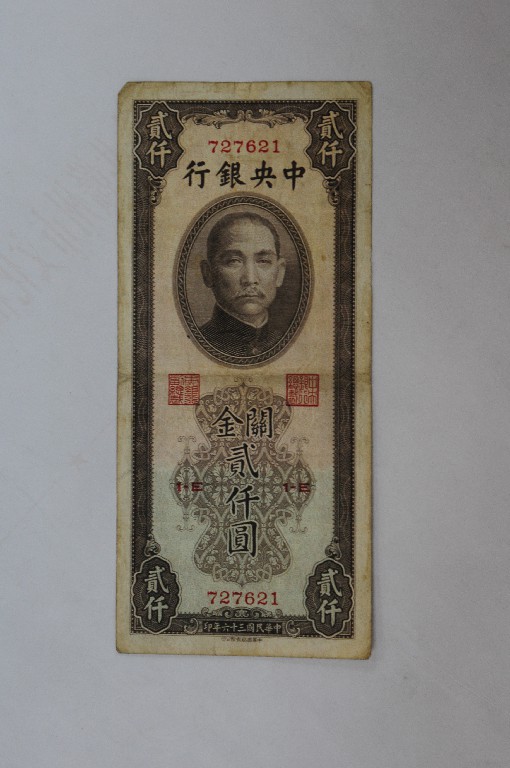 貳仟 貳仟
727621
中央銀行
關金
貳仟圓
1-E 1-E
727621
貳仟 貳仟
中華民國三十六年印